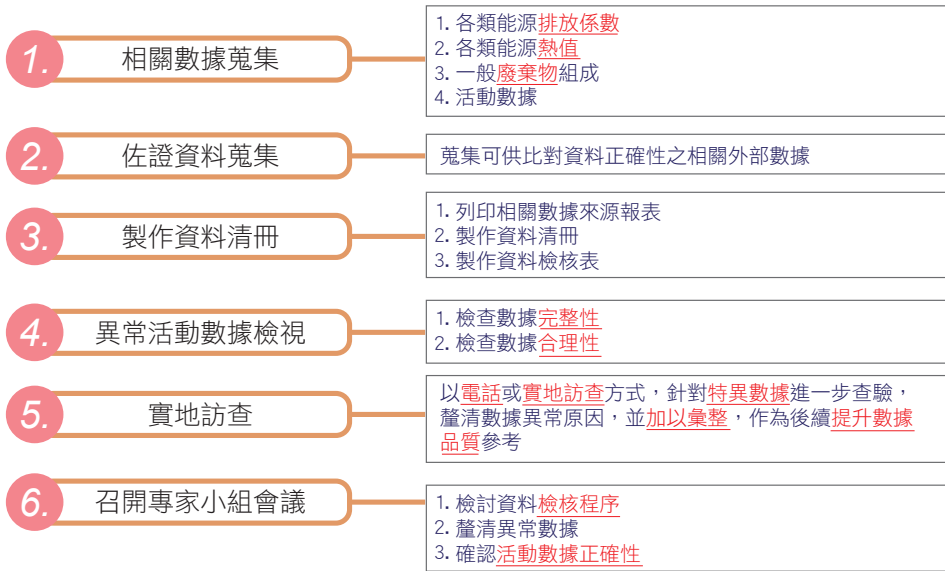 1.
相關數據蒐集
1. 各類能源排放係數
2. 各類能源熱值
3. 一般廢棄物組成
4. 活動數據
2.
佐證資料蒐集
蒐集可供比對資料正確性之相關外部數據
3.
製作資料清冊
1. 列印相關數據來源報表
2. 製作資料清冊
3. 製作資料檢核表
4.
異常活動數據檢視
1. 檢查數據完整性
2. 檢查數據合理性
5.
實地訪查
以電話或實地訪查方式，針對特異數據進一步查驗，
釐清數據異常原因，並加以彙整，作為後續提升數據
品質參考
6.
召開專家小組會議
1. 檢討資料檢核程序
2. 釐清異常數據
3. 確認活動數據正確性